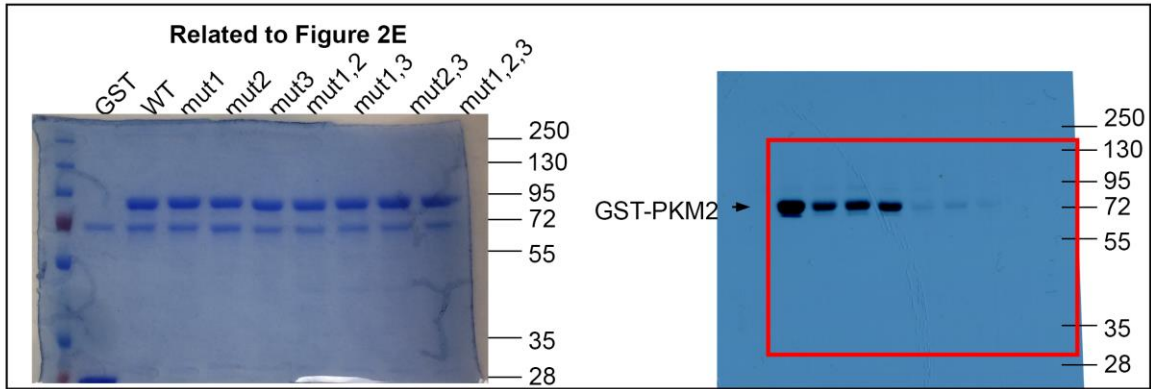 Related to Figure 2E
GST
WT
mut1
mut2
mut3
mut1,2
mut1,3
mut2,3
mut1,2,3
250
130
95
72
55
35
28
GST-PKM2
250
130
95
72
55
35
28